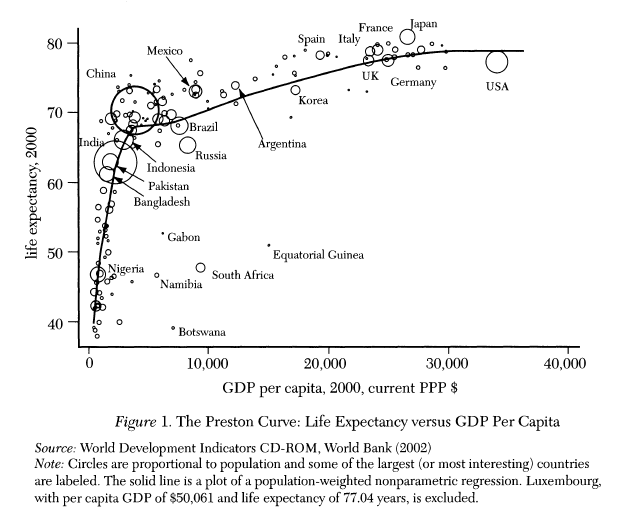 France
Japan
Spain
Italy
80
Mexico
China
UK
Germany
USA
Korea
70
Brazil
Argentina
India
Russia
Indonesia
Pakistan
60
Bangladesh
life expectancy, 2000
Gabon
Equatorial Guinea
50
Nigeria
South Africa
Namibia
40
Botswana
0
10,000
20,000
30,000
40,000
GDP per capita, 2000, current PPP $
Figure 1. The Preston Curve: Life Expectancy versus GDP Per Capita
Source: World Development Indicators CD-ROM, World Bank (2002)
Note: Circles are proportional to population and some of the largest (or most interesting) countries
are labeled. The solid line is a plot of a population-weighted nonparametric regression. Luxembourg,
with per capita GDP of $50,061 and life expectancy of 77.04 years, is excluded.